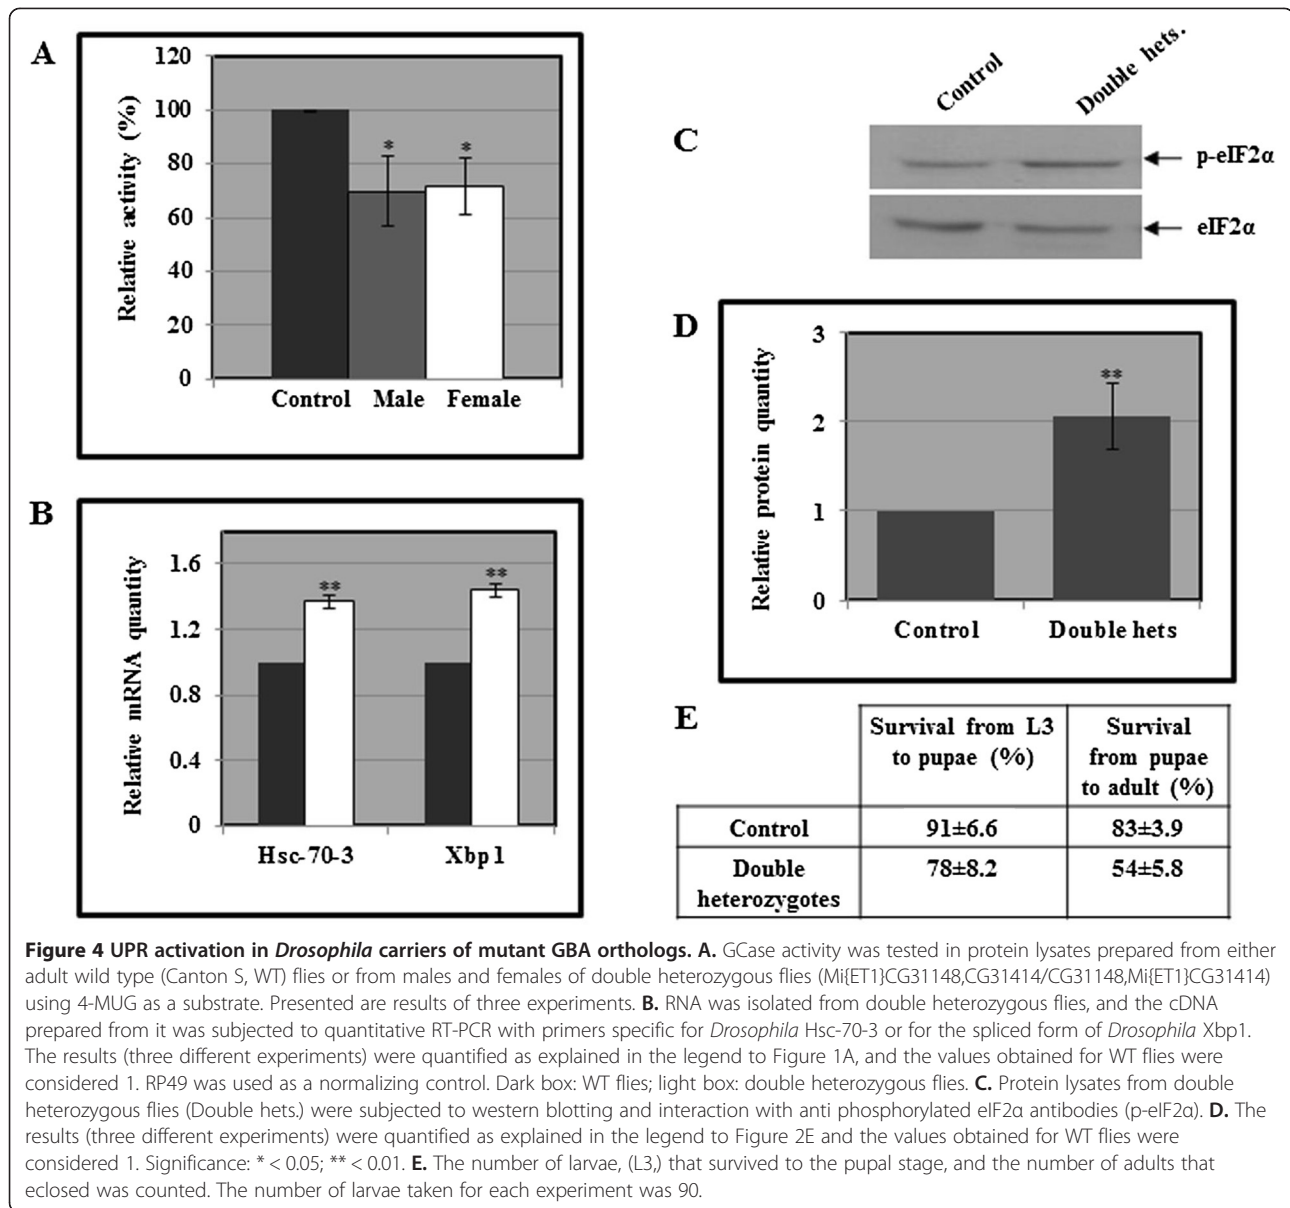 A
120
100
80
60
40
20
0
Relative activity (%)
*
*
Control Male Female
B
1.6
1.2
0.8
0.4
0
Relative mRNA quantity
**
**
Hsc-70-3 Xbp1
C
Control Double hets.
p-eIF2α
eIF2α
D
3
2
1
0
Relative protein quantity
**
Control Double hets
E
Survival from L3 to pupae (%)
Survival from pupae to adult (%)
Control 91±6.6 83±3.9
Double heterozygotes 78±8.2 54±5.8
Figure 4 UPR activation in Drosophila carriers of mutant GBA orthologs. A. GCase activity was tested in protein lysates prepared from either
adult wild type (Canton S, WT) flies or from males and females of double heterozygous flies (Mi{ET1}CG31148,CG31414/CG31148,Mi{ET1}CG31414)
using 4-MUG as a substrate. Presented are results of three experiments. B. RNA was isolated from double heterozygous flies, and the cDNA
prepared from it was subjected to quantitative RT-PCR with primers specific for Drosophila Hsc-70-3 or for the spliced form of Drosophila Xbp1.
The results (three different experiments) were quantified as explained in the legend to Figure 1A, and the values obtained for WT flies were
considered 1. RP49 was used as a normalizing control. Dark box: WT flies; light box: double heterozygous flies. C. Protein lysates from double
heterozygous flies (Double hets.) were subjected to western blotting and interaction with anti phosphorylated eIF2α antibodies (p-eIF2α). D. The
results (three different experiments) were quantified as explained in the legend to Figure 2E and the values obtained for WT flies were
considered 1. Significance: * < 0.05; ** < 0.01. E. The number of larvae, (L3,) that survived to the pupal stage, and the number of adults that
eclosed was counted. The number of larvae taken for each experiment was 90.